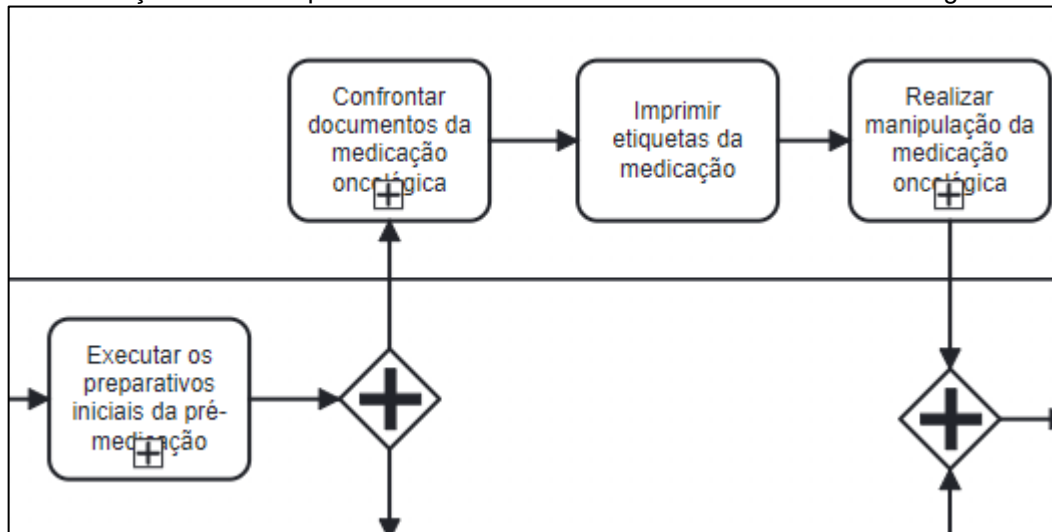 Confrontar
documentos da
medicação
oncológica
Imprimir
etiquetas da
medicação
Realizar
manipulação da
medicação
oncológica
Executar os
preparativos
iniciais da pré-
medicação